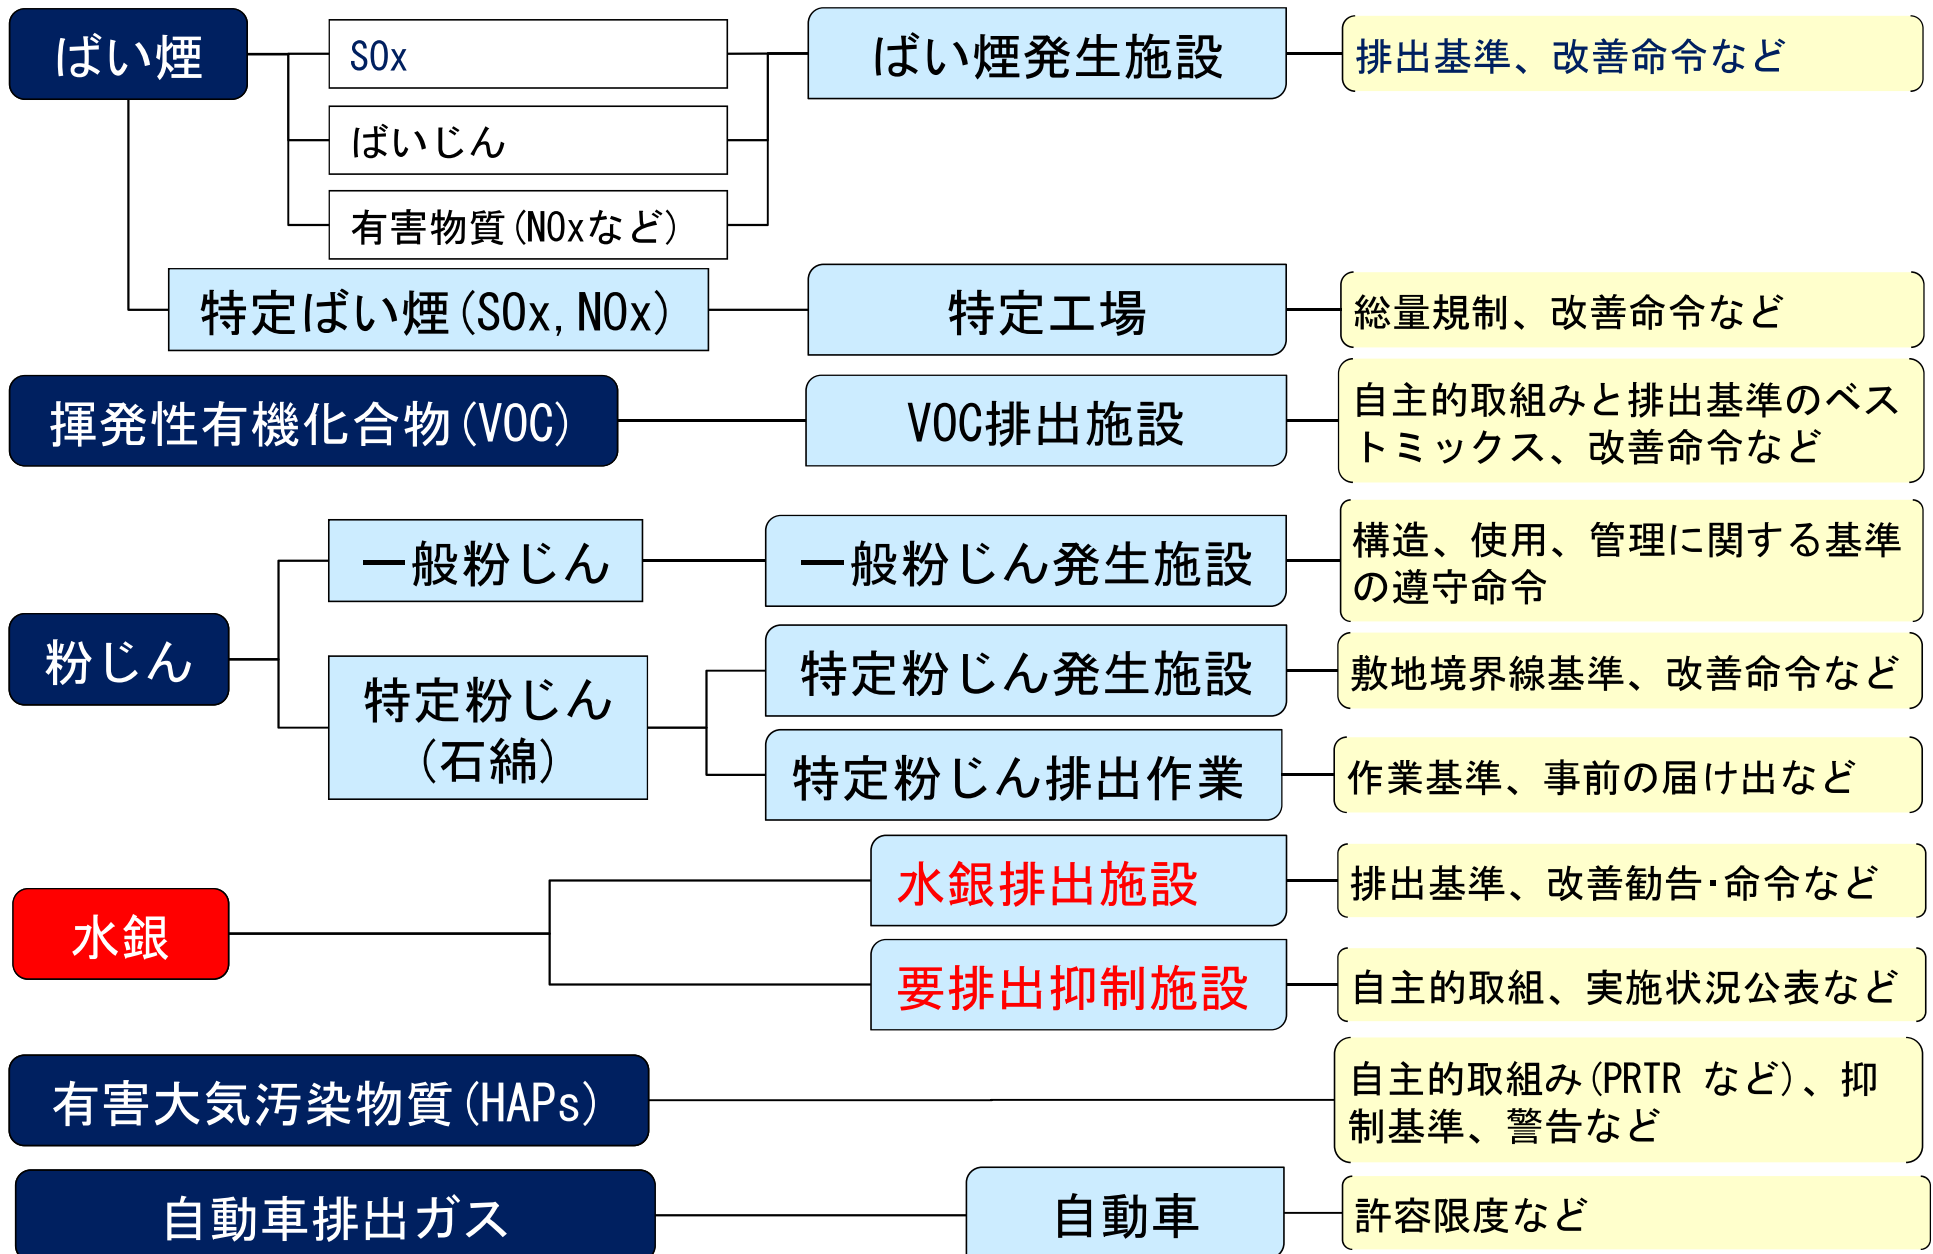 ばい煙
SOx
ばい煙発生施設
排出基準、改善命令など
ばいじん
有害物質(NOxなど)
特定ばい煙(SOx,NOx)
特定工場
総量規制、改善命令など
揮発性有機化合物(VOC)
VOC排出施設
自主的取組みと排出基準のベス
トミックス、改善命令など
粉じん
一般粉じん
一般粉じん発生施設
構造、使用、管理に関する基準
の遵守命令
特定粉じん
(石綿)
特定粉じん発生施設
敷地境界線基準、改善命令など
特定粉じん排出作業
作業基準、事前の届け出など
水銀
水銀排出施設
排出基準、改善勧告・命令など
要排出抑制施設
自主的取組、実施状況公表など
有害大気汚染物質(HAPs)
自主的取組み(PRTR など)、抑
制基準、警告など
自動車排出ガス
自動車
許容限度など